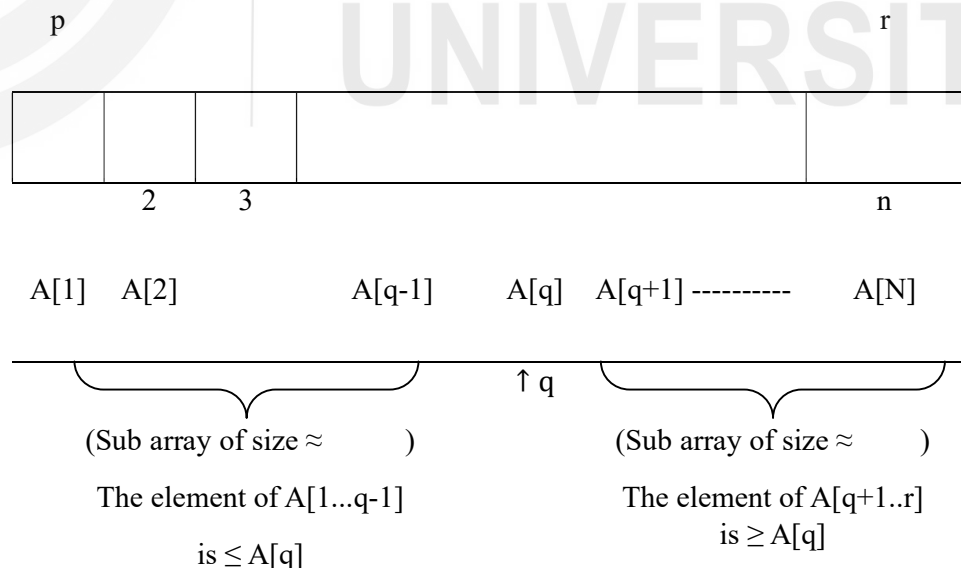 p r
UNIVERSIT
2 3 n
A[1] A[2] A[q-1] A[q] A[q+1] ---------- A[N]
↑ q
(Sub array of size ≈ ) (Sub array of size ≈ )
The element of A[1...q-1] The element of A[q+1..r]
is ≤ A[q] is ≥ A[q]